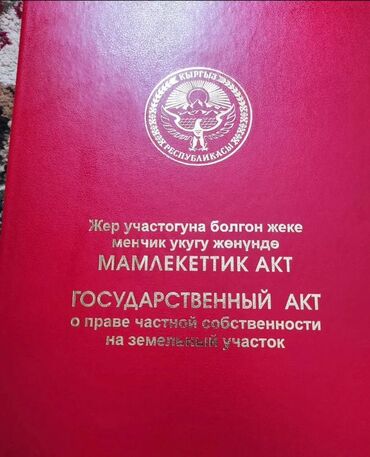 КЫРГЫЗ
РЕСПУБЛИКАСЫ
Жер участогуна болгон жеке
менчик укугу жөнүндө
МАМЛЕКЕТТИК АКТ
ГОСУДАРСТВЕННЫЙ АКТ
о праве частной собственности
на земельный участок